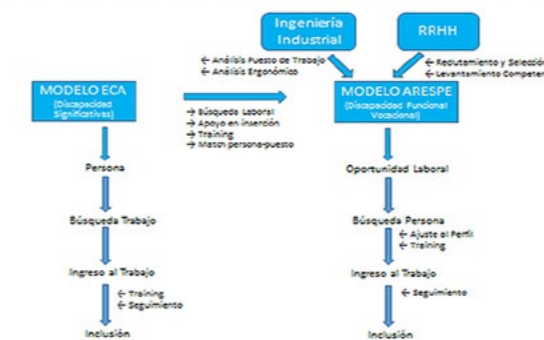 Ingeniería
Industrial
RRHH
← Análisis Puesto de Trabajo
← Análisis Ergonómico
← Reclutamiento y Selección
← Levantamiento Competen
MODELO ECA
(Discapacidad
Significativas)
→ Búsqueda Laboral
→ Apoyo en inserción
→ Training
→ Match persona-puesto
MODELO ARESPE
(Discapacidad Funcional
Vocacional)
Persona
Oportunidad Laboral
Búsqueda Trabajo
Búsqueda Persona
← Ajuste al Perfil
← Training
Ingreso al Trabajo
Ingreso al Trabajo
← Training
← Seguimiento
← Seguimiento
Inclusión
Inclusión